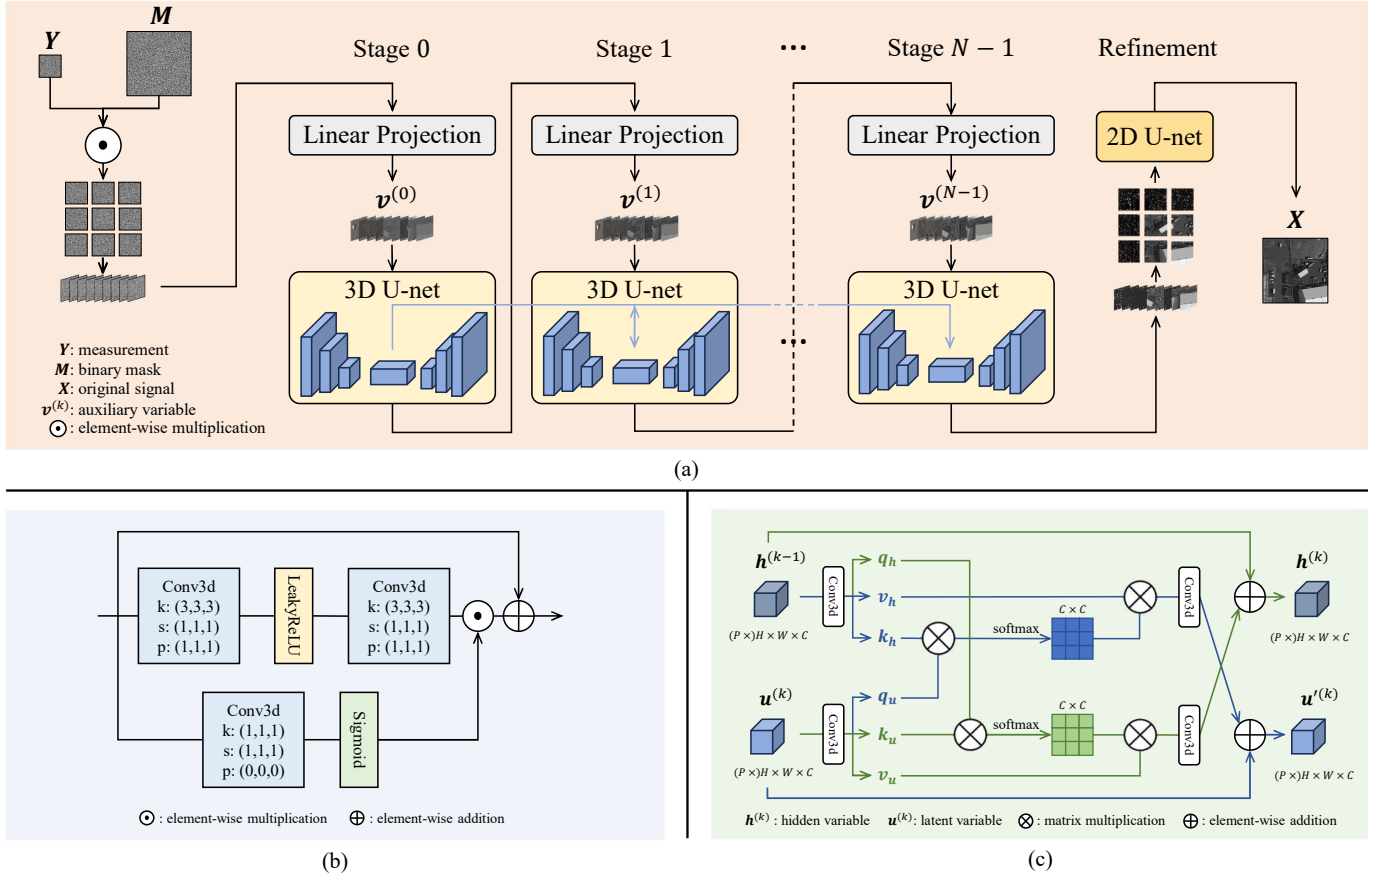 Y
M
Stage 0
Stage 1
...
Stage N − 1
Refinement
Linear Projection
Linear Projection
Linear Projection
2D U-net
v(0)
v(1)
v(N−1)
X
3D U-net
3D U-net
3D U-net
...
Y: measurement
M: binary mask
X: original signal
v(k): auxiliary variable
⊙ : element-wise multiplication
(a)
Conv3d
k: (3,3,3)
s: (1,1,1)
p: (1,1,1)
LeakyReLU
Conv3d
k: (3,3,3)
s: (1,1,1)
p: (1,1,1)
Conv3d
k: (1,1,1)
s: (1,1,1)
p: (0,0,0)
Sigmoid
⊙ : element-wise multiplication
⊕ : element-wise addition
(b)
h(k−1)
(P ×)H × W × C
Conv3d
q_h
v_h
k_h
softmax
C × C
Conv3d
h(k)
(P ×)H × W × C
u(k)
(P ×)H × W × C
Conv3d
q_u
k_u
v_u
softmax
C × C
Conv3d
u′(k)
(P ×)H × W × C
h(k) : hidden variable
u(k): latent variable
⊗ : matrix multiplication
⊕ : element-wise addition
(c)